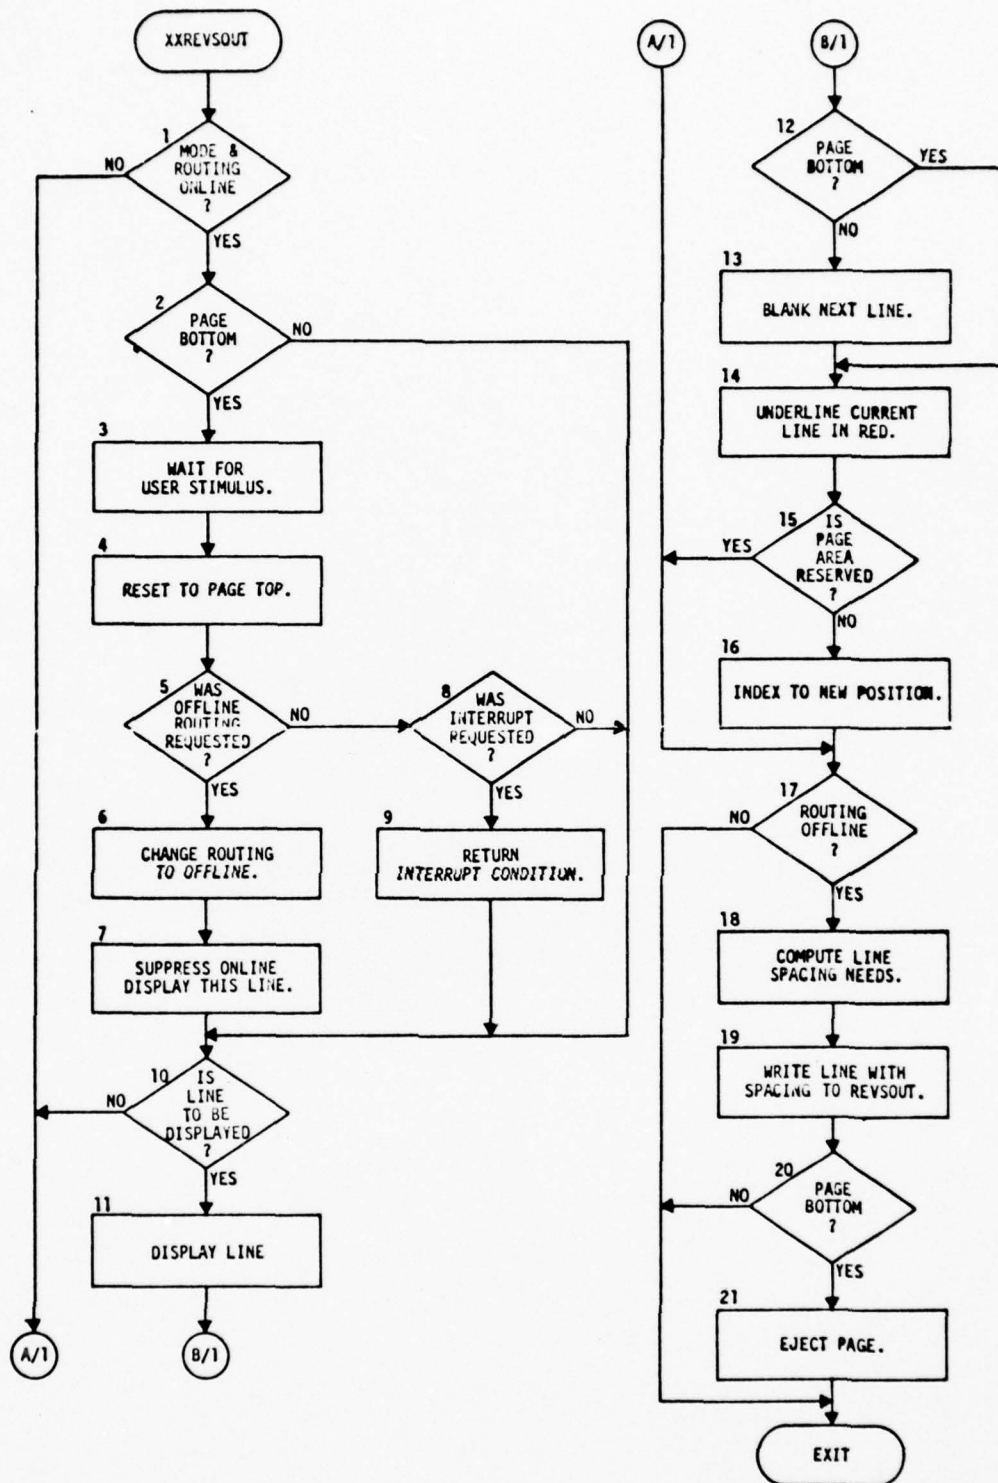 XXREVSOUT
1
MODE &
ROUTING
ONLINE
?
NO
YES
2
PAGE
BOTTOM
?
NO
YES
3
WAIT FOR
USER STIMULUS.
4
RESET TO PAGE TOP.
5
WAS
OFFLINE
ROUTING
REQUESTED
?
NO
YES
8
WAS
INTERRUPT
REQUESTED
?
NO
YES
6
CHANGE ROUTING
TO OFFLINE.
9
RETURN
INTERRUPT CONDITION.
7
SUPPRESS ONLINE
DISPLAY THIS LINE.
10
IS
LINE
TO BE
DISPLAYED
?
NO
YES
11
DISPLAY LINE
A/1
B/1
A/1
B/1
12
PAGE
BOTTOM
?
YES
NO
13
BLANK NEXT LINE.
14
UNDERLINE CURRENT
LINE IN RED.
15
IS
PAGE
AREA
RESERVED
?
YES
NO
16
INDEX TO NEW POSITION.
17
ROUTING
OFFLINE
?
NO
YES
18
COMPUTE LINE
SPACING NEEDS.
19
WRITE LINE WITH
SPACING TO REVSOUT.
20
PAGE
BOTTOM
?
NO
YES
21
EJECT PAGE.
EXIT